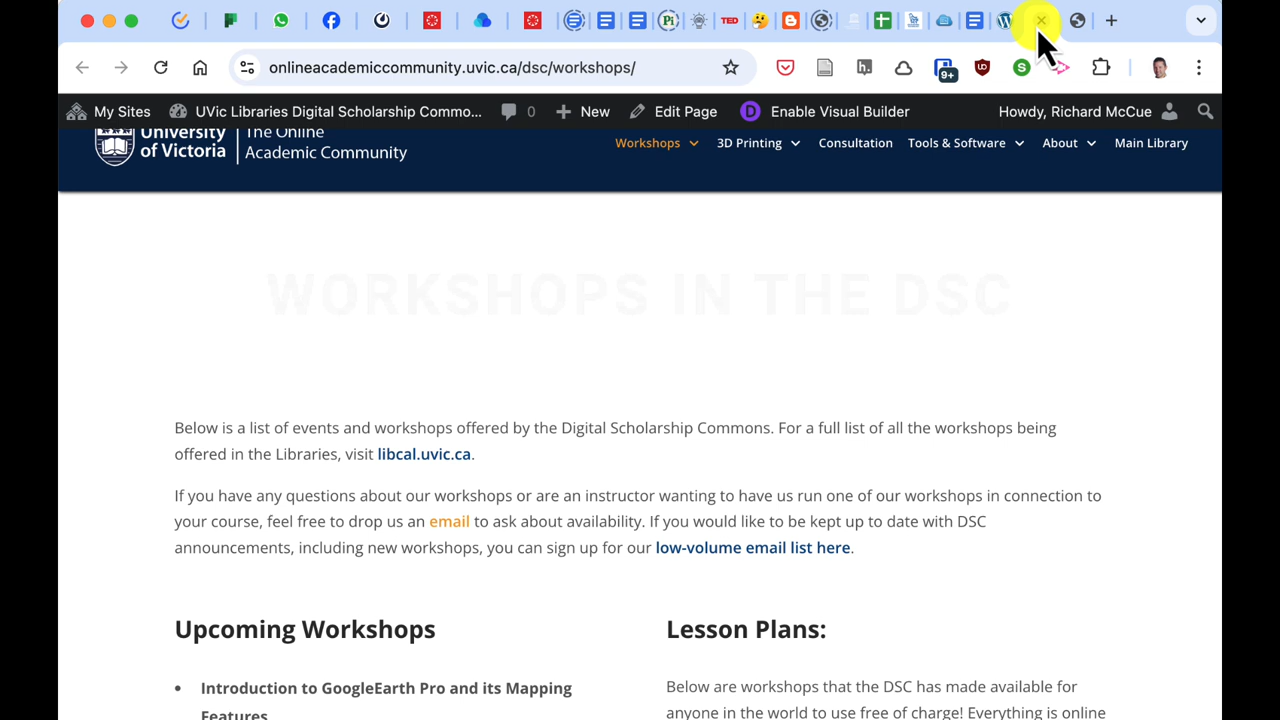 Pi TED
onlineacademiccommunity.uvic.ca/dsc/workshops/ 9+ S
My Sites UVic Libraries Digital Scholarship Commo... 0 New Edit Page D Enable Visual Builder Howdy, Richard McCue
University of Victoria The Online Academic Community
Workshops 3D Printing Consultation Tools & Software About Main Library
WORKSHOPS IN THE DSC
Below is a list of events and workshops offered by the Digital Scholarship Commons. For a full list of all the workshops being
offered in the Libraries, visit libcal.uvic.ca.
If you have any questions about our workshops or are an instructor wanting to have us run one of our workshops in connection to
your course, feel free to drop us an email to ask about availability. If you would like to be kept up to date with DSC
announcements, including new workshops, you can sign up for our low-volume email list here.
Upcoming Workshops
• Introduction to GoogleEarth Pro and its Mapping
Features
Lesson Plans:
Below are workshops that the DSC has made available for
anyone in the world to use free of charge! Everything is online